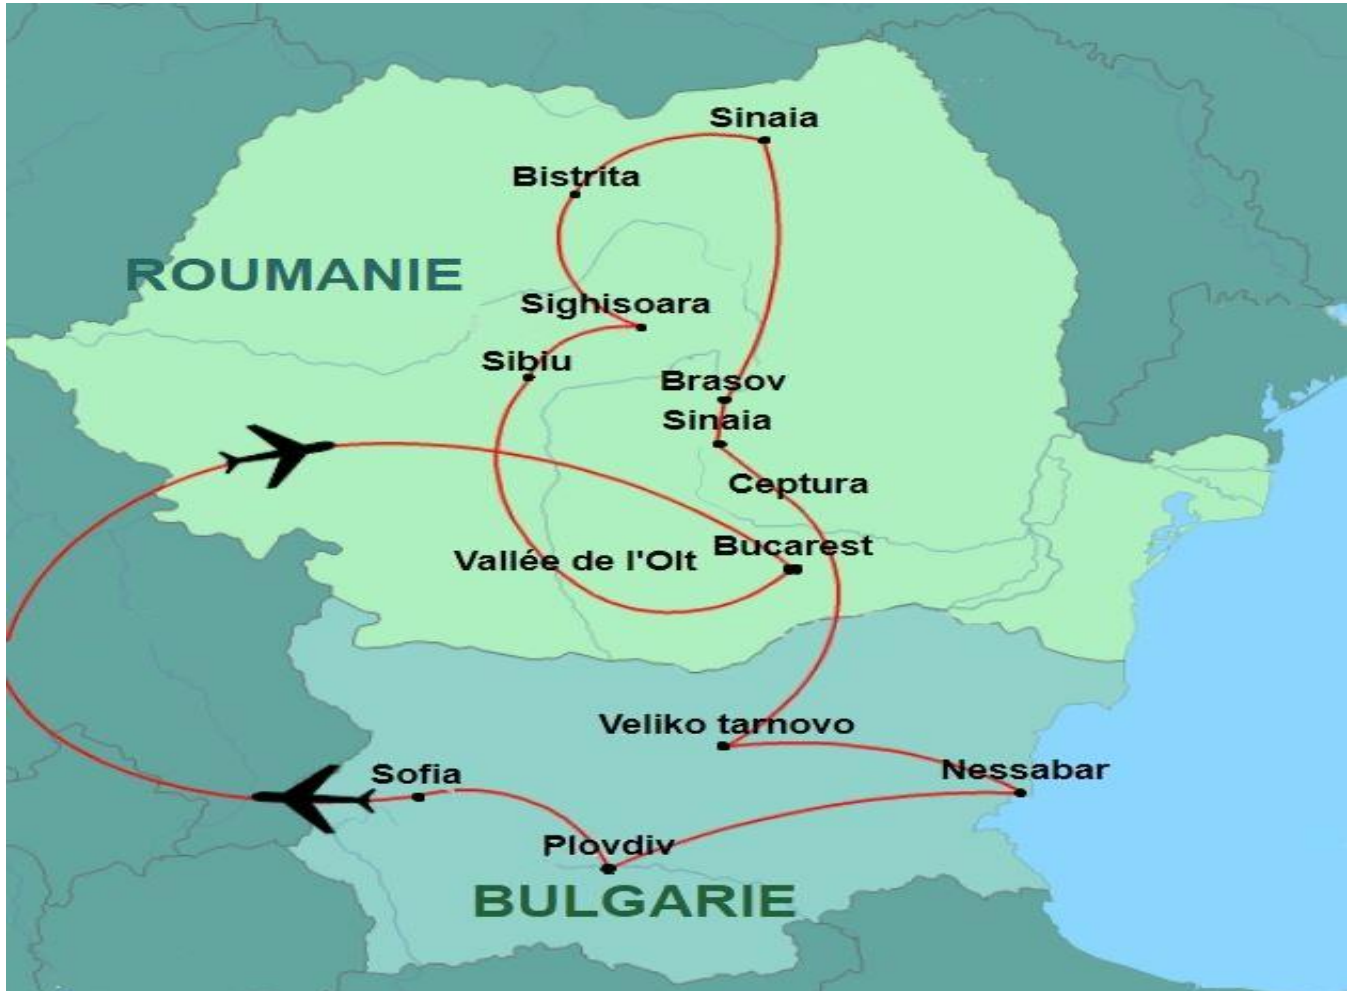 Sinaia
Bistrita
ROUMANIE
Sighisoara
Sibiu
Brasov
Sinaia
Ceptura
Bucarest
Vallée de l'Olt
Veliko tarnovo
Nessabar
Sofia
Plovdiv
BULGARIE